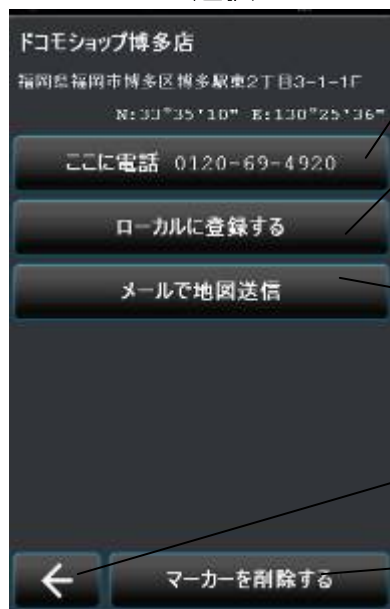 ドコモショップ博多店
福岡県福岡市博多区博多駅東2丁目3-1-1F
N:33°35'10" E:130°25'36"
ここに電話 0120-69-4920
ローカルに登録する
メールで地図送信
マーカーを削除する